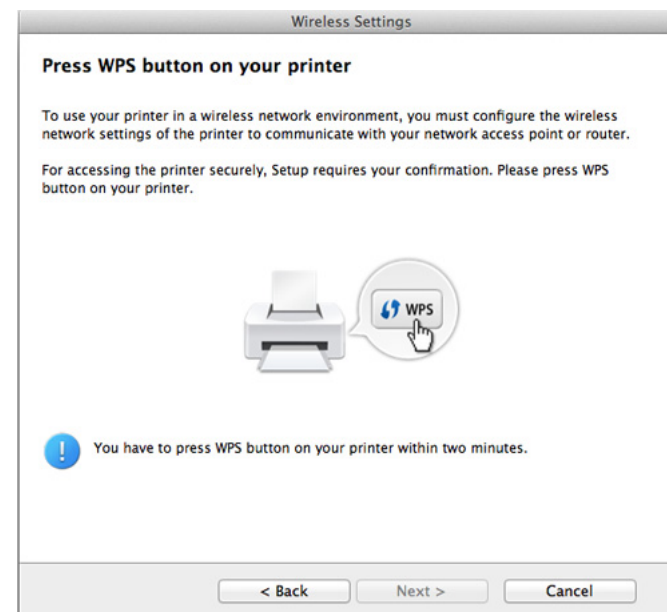 Wireless Settings
Press WPS button on your printer
To use your printer in a wireless network environment, you must configure the wireless
network settings of the printer to communicate with your network access point or router.
For accessing the printer securely, Setup requires your confirmation. Please press WPS
button on your printer.
WPS
You have to press WPS button on your printer within two minutes.
< Back
Next >
Cancel